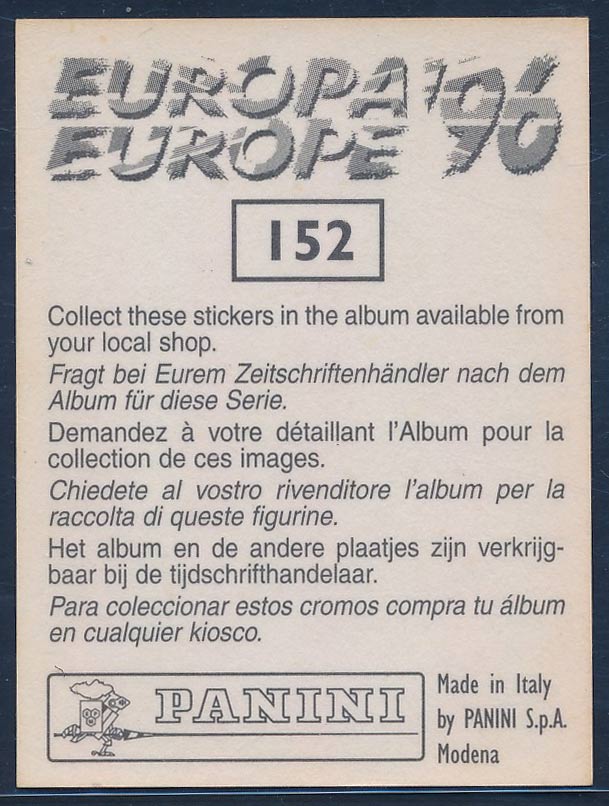 EUROPA '96
EUROPE
152
Collect these stickers in the album available from
your local shop.
Fragt bei Eurem Zeitschriftenhändler nach dem
Album für diese Serie.
Demandez à votre détaillant l'Album pour la
collection de ces images.
Chiedete al vostro rivenditore l'album per la
raccolta di queste figurine.
Het album en de andere plaatjes zijn verkrijg-
baar bij de tijdschrifthandelaar.
Para coleccionar estos cromos compra tu álbum
en cualquier kiosco.
PANINI
Made in Italy
by PANINI S.p.A.
Modena